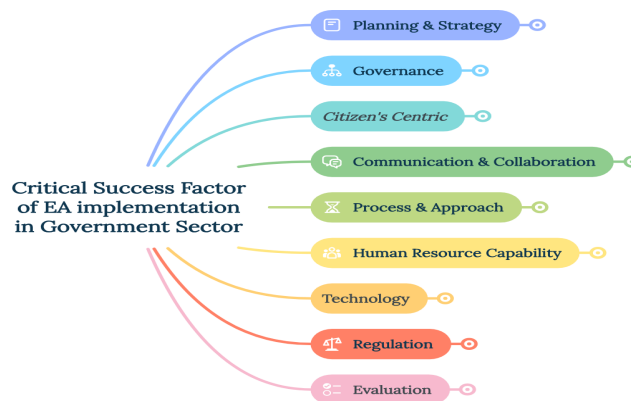 Planning & Strategy
Governance
Citizen's Centric
Communication & Collaboration
Critical Success Factor
of EA implementation
in Government Sector
Process & Approach
Human Resource Capability
Technology
Regulation
Evaluation